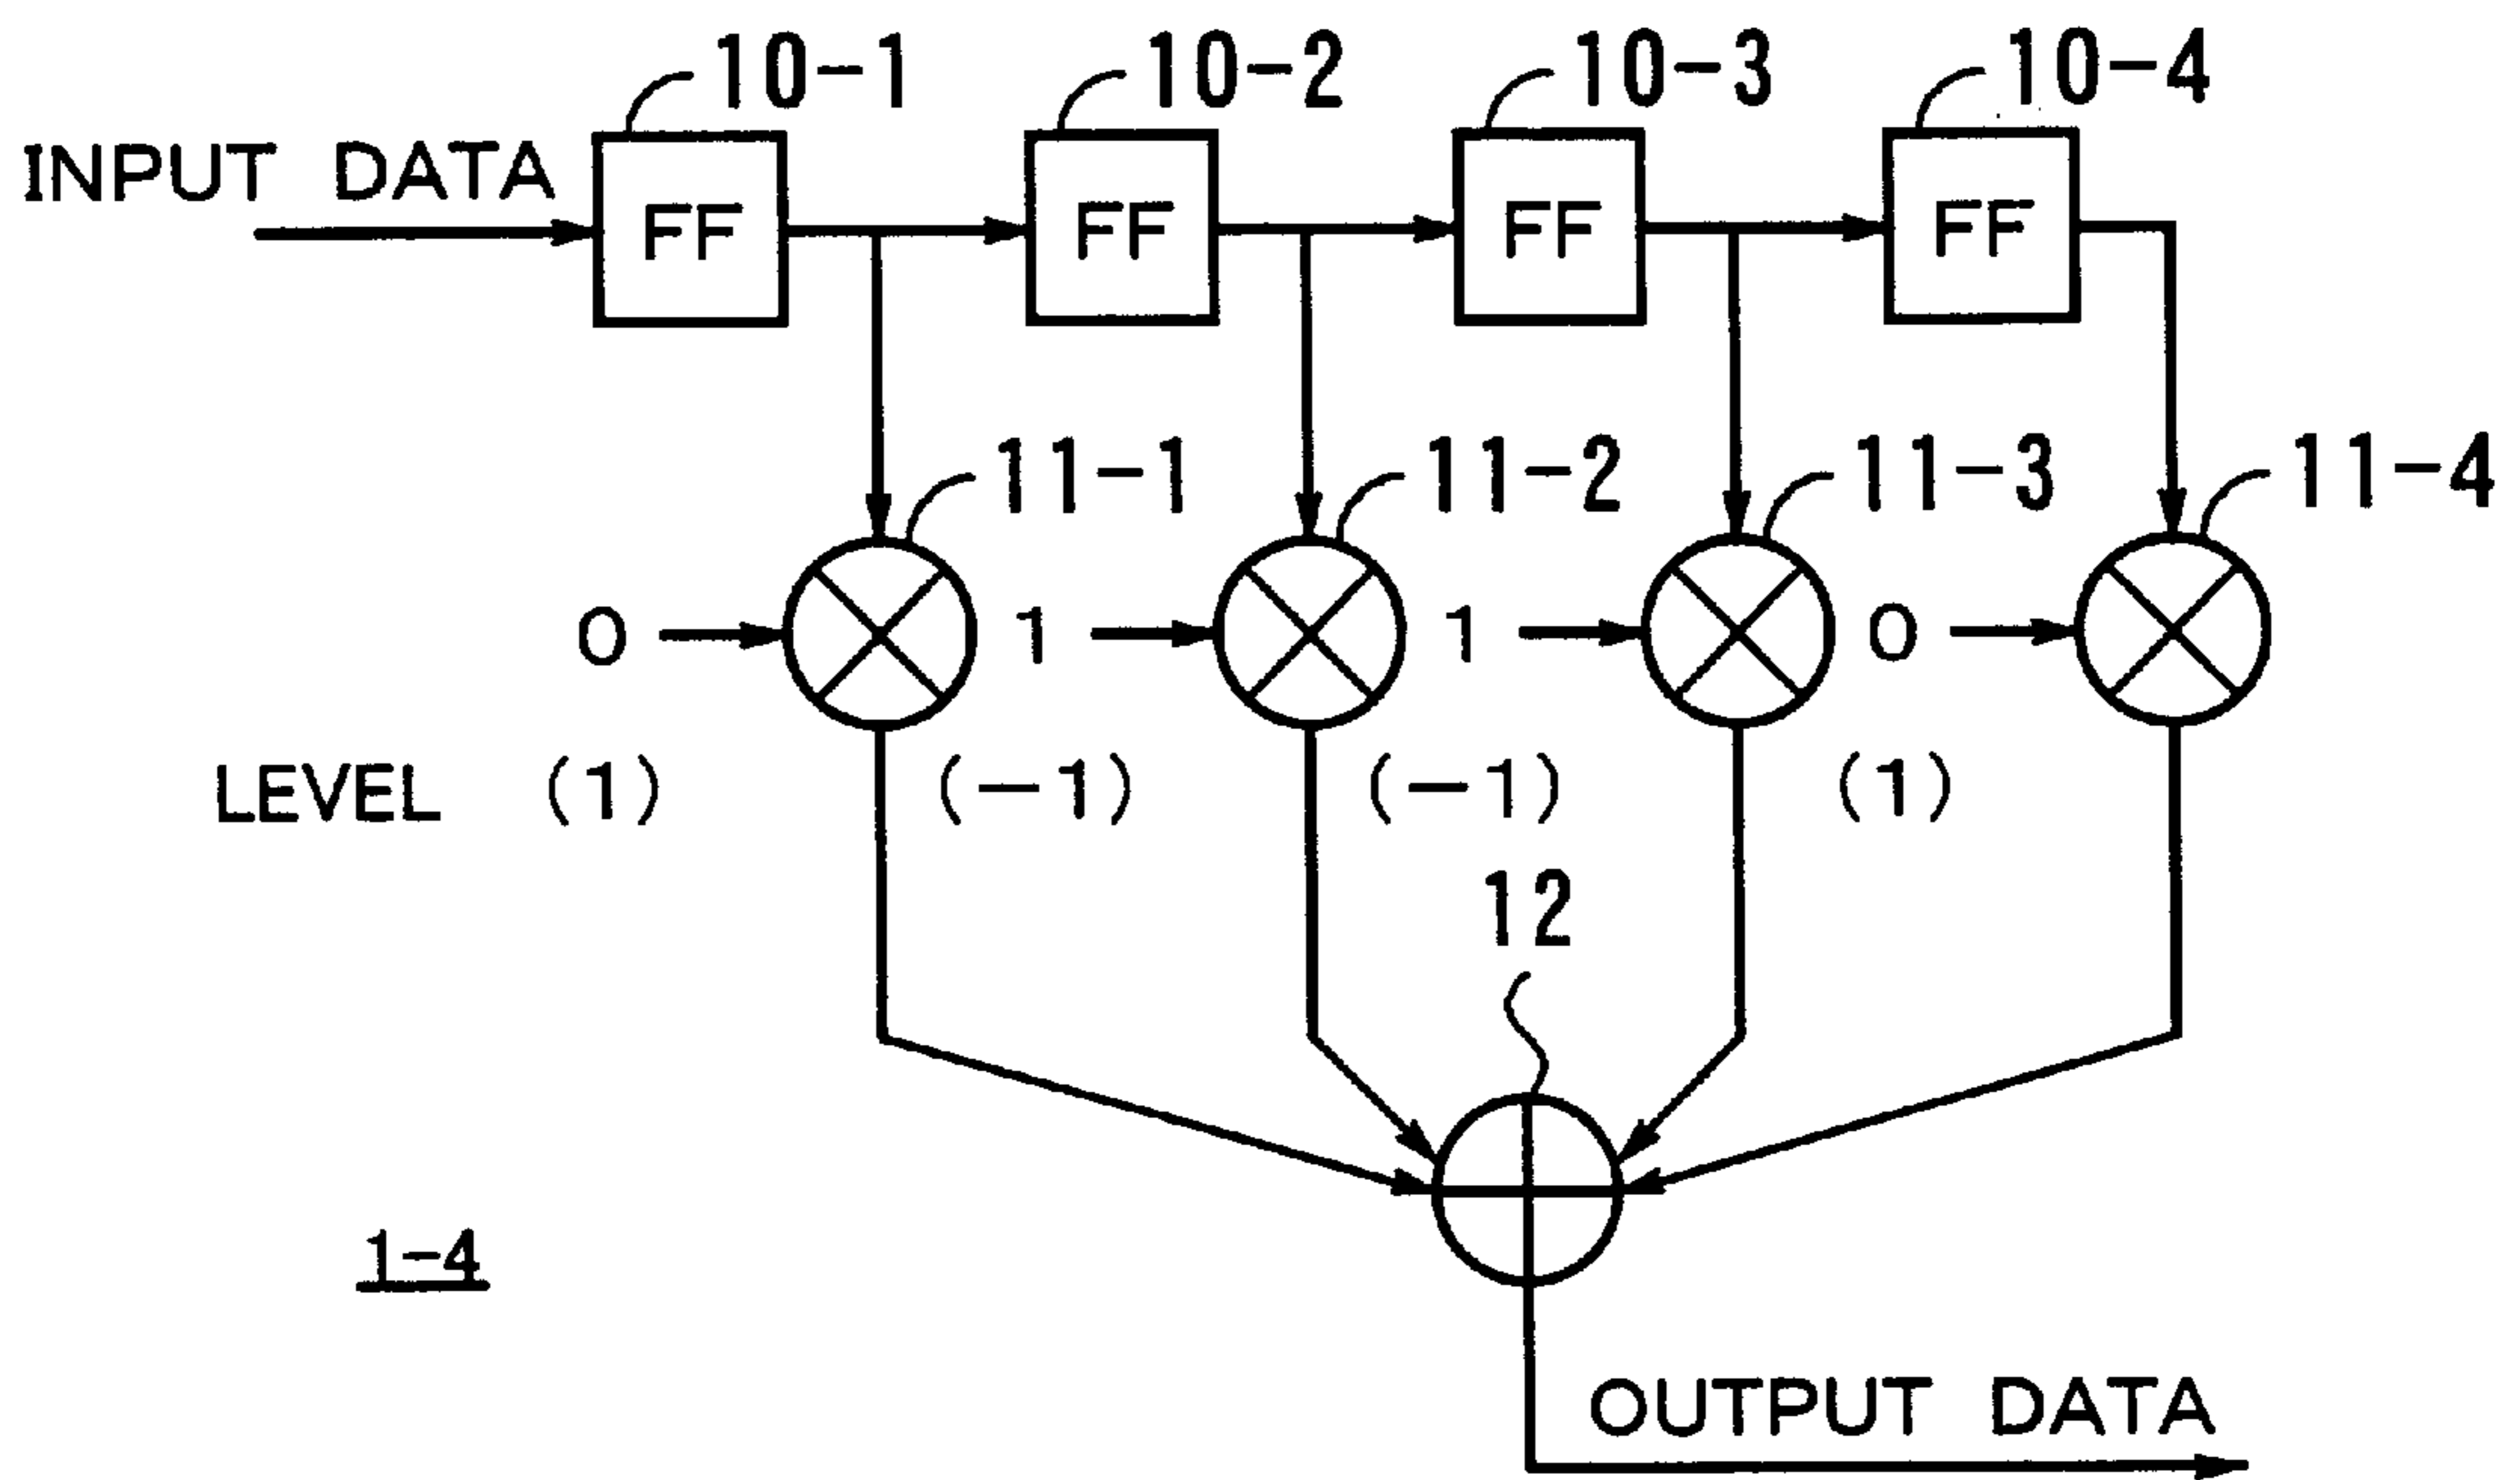 10-1 10-2 10-3 10-4
INPUT DATA
FF FF FF FF
11-1 11-2 11-3 11-4
0 1 1 0
LEVEL (1) (-1) (-1) (1)
12
1-4
OUTPUT DATA